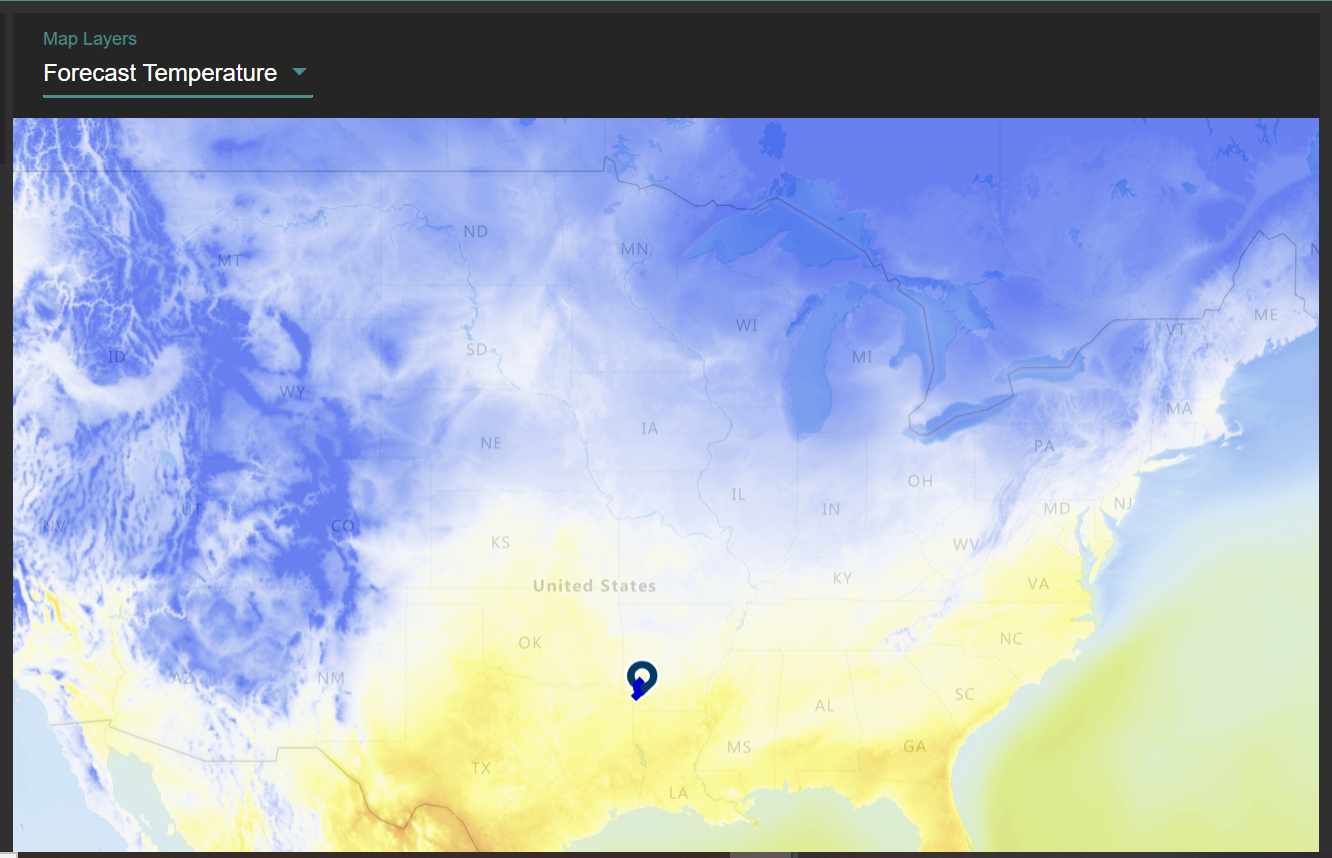 Map Layers
Forecast Temperature
ND
MT
MN
WI
ME
VT
SD
MI
ID
WY
MA
IA
NE
PA
OH
IL
IN
MD
NJ
UT
NV
CO
KS
WV
KY
VA
United States
OK
NC
AZ
NM
SC
AL
MS
GA
TX
LA